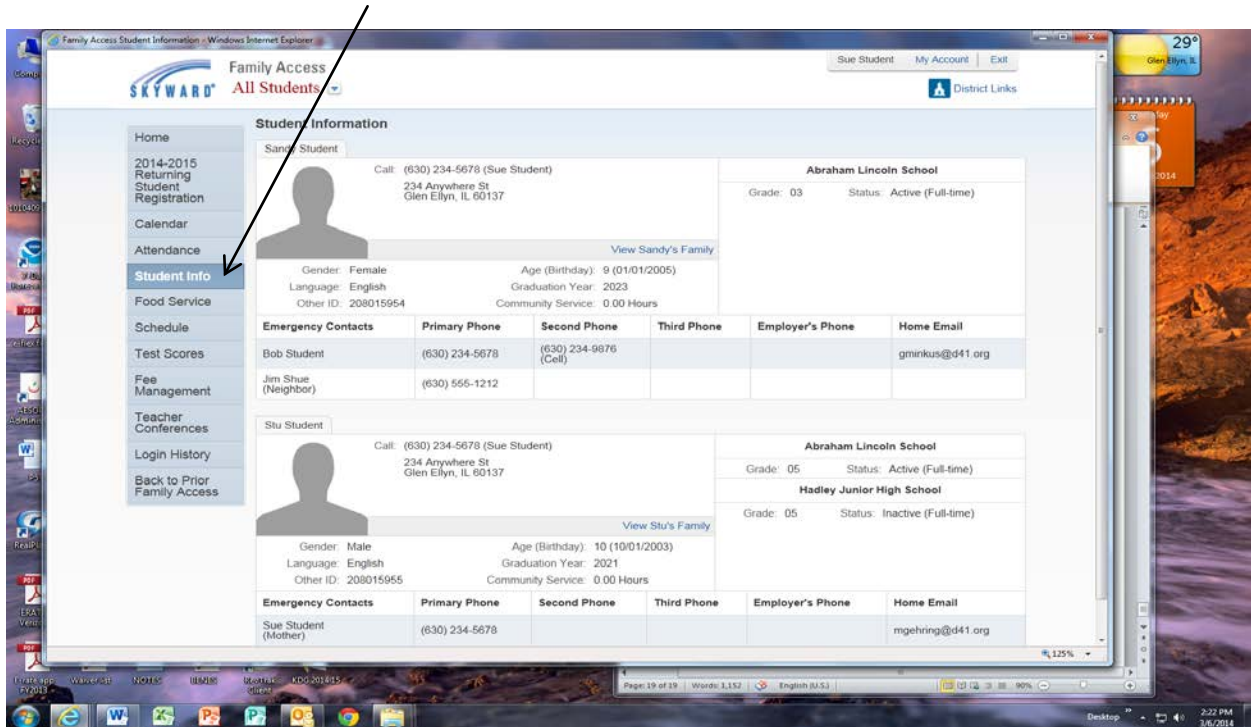 Family Access Student Information - Windows Internet Explorer
29°
Glen Ellyn, IL
SKYWARD®
Family Access
All Students
Sue Student My Account Exit
District Links
Home
2014-2015
Returning
Student
Registration
Calendar
Attendance
Student Info
Food Service
Schedule
Test Scores
Fee
Management
Teacher
Conferences
Login History
Back to Prior
Family Access
Student Information
Sandy Student
Call: (630) 234-5678 (Sue Student)
234 Anywhere St
Glen Ellyn, IL 60137
View Sandy's Family
Abraham Lincoln School
Grade: 03 Status: Active (Full-time)
Gender: Female Age (Birthday): 9 (01/01/2005)
Language: English Graduation Year: 2023
Other ID: 208015954 Community Service: 0.00 Hours
Emergency Contacts Primary Phone Second Phone Third Phone Employer's Phone Home Email
Bob Student (630) 234-5678 (630) 234-9876 (Cell) gminkus@d41.org
Jim Shue (Neighbor) (630) 555-1212
Stu Student
Call: (630) 234-5678 (Sue Student)
234 Anywhere St
Glen Ellyn, IL 60137
View Stu's Family
Abraham Lincoln School
Grade: 05 Status: Active (Full-time)
Hadley Junior High School
Grade: 05 Status: Inactive (Full-time)
Gender: Male Age (Birthday): 10 (10/01/2003)
Language: English Graduation Year: 2021
Other ID: 208015955 Community Service: 0.00 Hours
Emergency Contacts Primary Phone Second Phone Third Phone Employer's Phone Home Email
Sue Student (Mother) (630) 234-5678 mgehring@d41.org
125%
2014
NOTES
KDG 2014-15
Client
FY2013
Page: 19 of 19 Words: 1,152 English (U.S.) 90%
Desktop
2:22 PM
3/6/2014